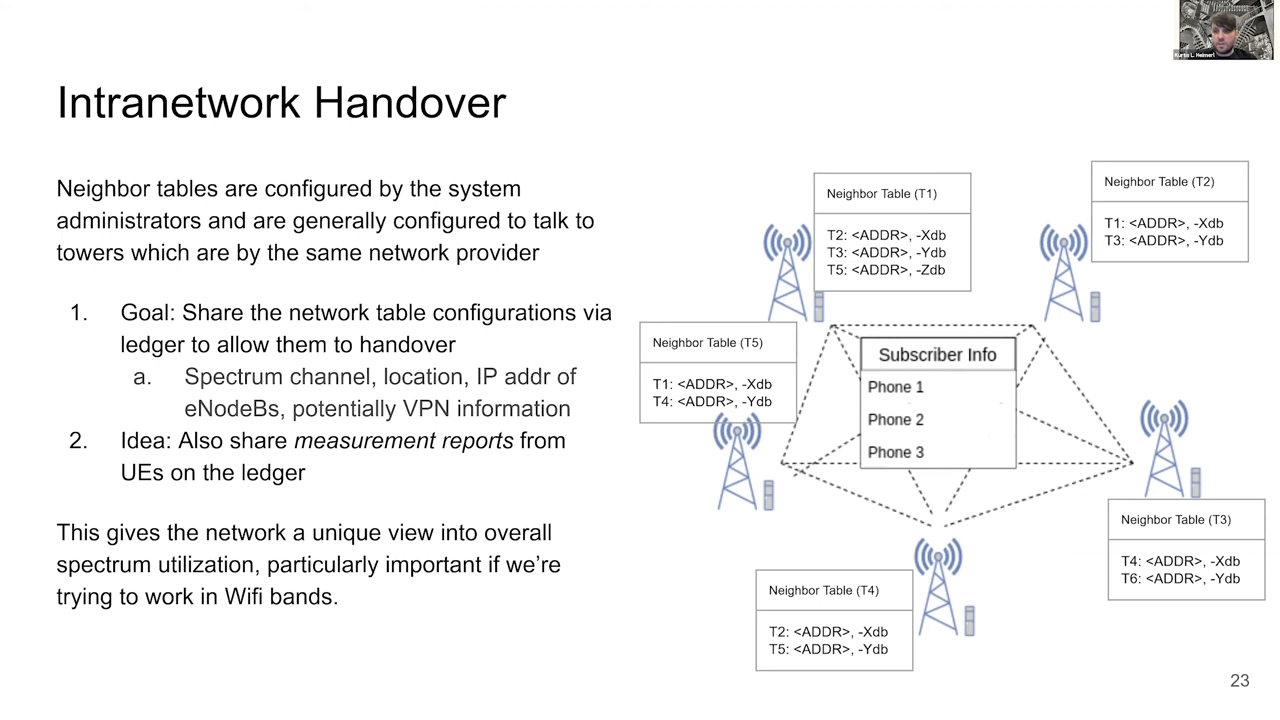 Kurtis L. Heimerl
Intranetwork Handover
Neighbor tables are configured by the system
administrators and are generally configured to talk to
towers which are by the same network provider
1. Goal: Share the network table configurations via
ledger to allow them to handover
a. Spectrum channel, location, IP addr of
eNodeBs, potentially VPN information
2. Idea: Also share measurement reports from
UEs on the ledger
This gives the network a unique view into overall
spectrum utilization, particularly important if we’re
trying to work in Wifi bands.
Neighbor Table (T1)
T2: <ADDR>, -Xdb
T3: <ADDR>, -Ydb
T5: <ADDR>, -Zdb
Neighbor Table (T2)
T1: <ADDR>, -Xdb
T3: <ADDR>, -Ydb
Neighbor Table (T5)
T1: <ADDR>, -Xdb
T4: <ADDR>, -Ydb
Subscriber Info
Phone 1
Phone 2
Phone 3
Neighbor Table (T3)
T4: <ADDR>, -Xdb
T6: <ADDR>, -Ydb
Neighbor Table (T4)
T2: <ADDR>, -Xdb
T5: <ADDR>, -Ydb
23